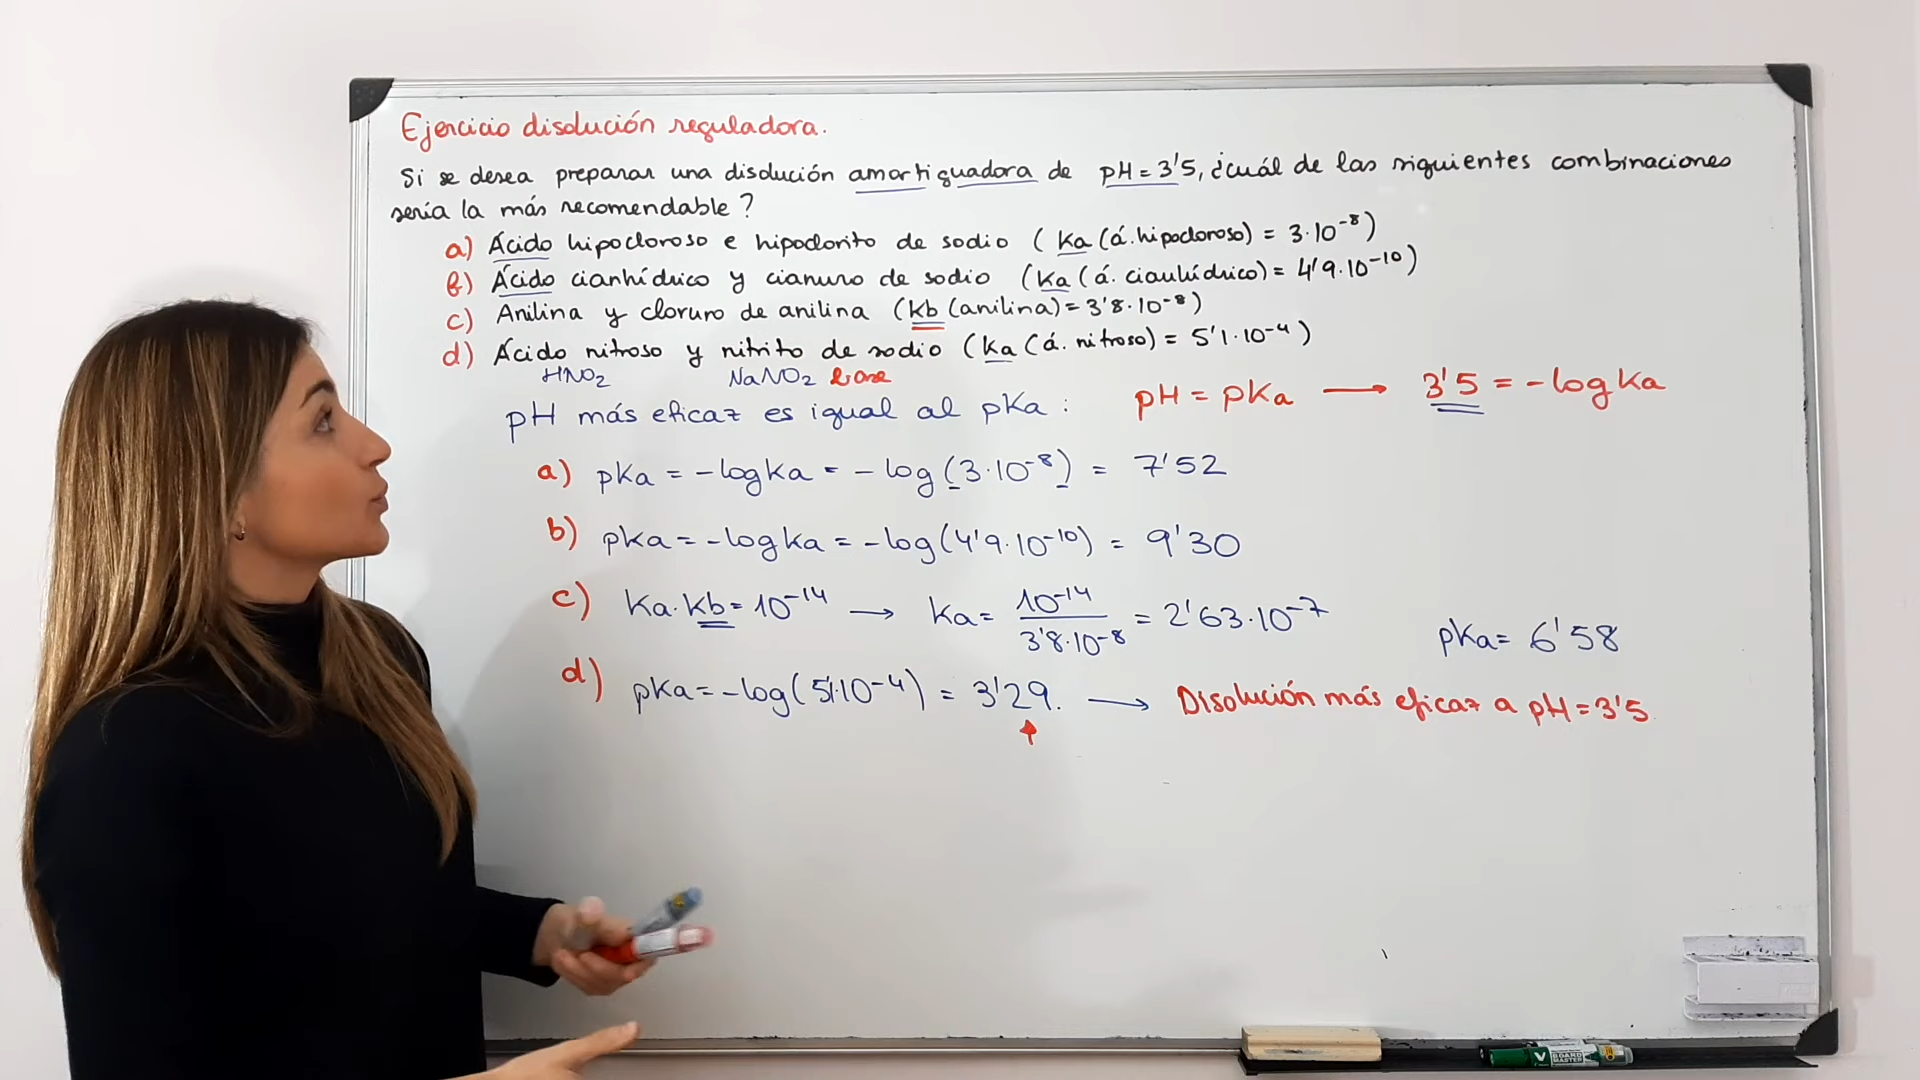 Ejercicio disolución reguladora.
Si se desea preparar una disolución amortiguadora de pH = 3'5, ¿cuál de las siguientes combinaciones
sería la más recomendable?
a) Ácido hipocloroso e hipoclorito de sodio (Ka (á. hipocloroso) = 3·10⁻⁸)
b) Ácido cianhídrico y cianuro de sodio (Ka (á. cianhídrico) = 4'9·10⁻¹⁰)
c) Anilina y cloruro de anilina (Kb (anilina) = 3'8·10⁻⁸)
d) Ácido nitroso y nitrito de sodio (Ka (á. nitroso) = 5'1·10⁻⁴)
HNO₂ NaNO₂ base
pH más eficaz es igual al pKa : pH = pKa → 3'5 = -log Ka
a) pKa = -log Ka = -log (3·10⁻⁸) = 7'52
b) pKa = -log Ka = -log (4'9·10⁻¹⁰) = 9'30
c) Ka·Kb = 10⁻¹⁴ → Ka = 10⁻¹⁴ / 3'8·10⁻⁸ = 2'63·10⁻⁷ pKa = 6'58
d) pKa = -log (5'1·10⁻⁴) = 3'29. → Disolución más eficaz a pH = 3'5.
V BOARD MASTER